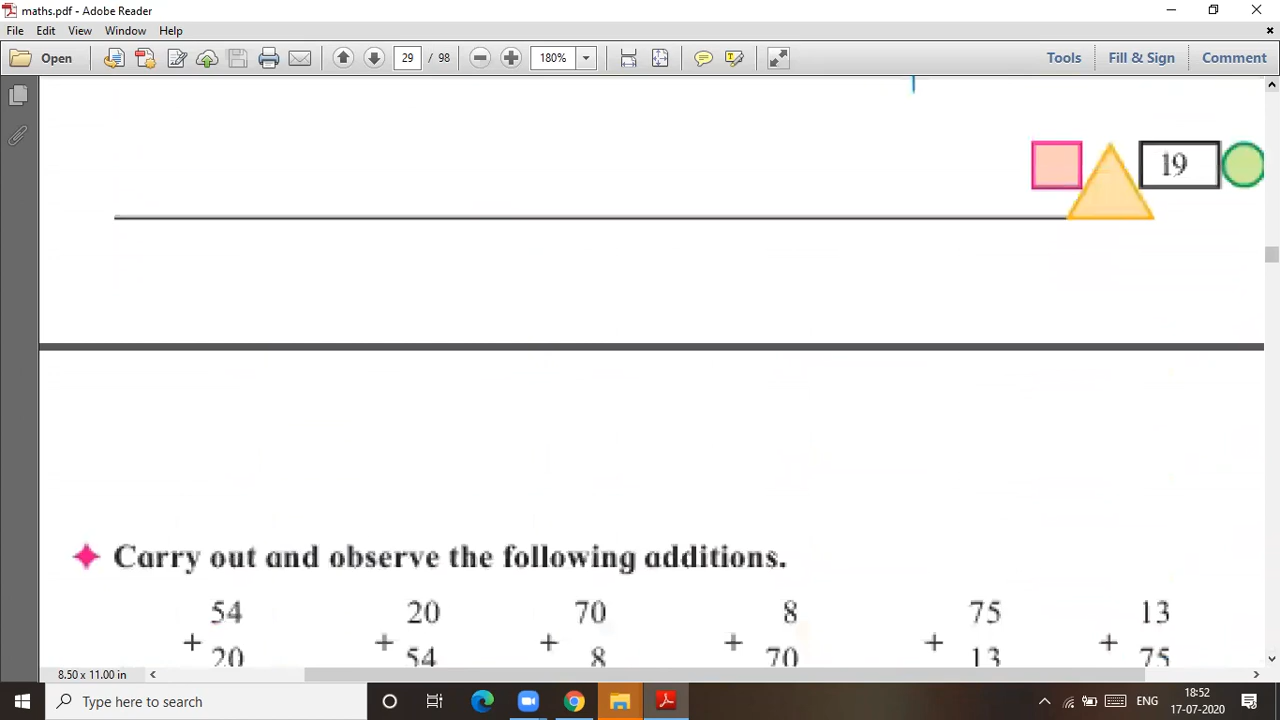 maths.pdf - Adobe Reader
File Edit View Window Help
Open 29 / 98 180% Tools Fill & Sign Comment
19
Carry out and observe the following additions.
54 20 70 8 75 13
+ + + + + +
20 54 8 70 13 75
8.50 x 11.00 in
Type here to search
ENG
18:52
17-07-2020